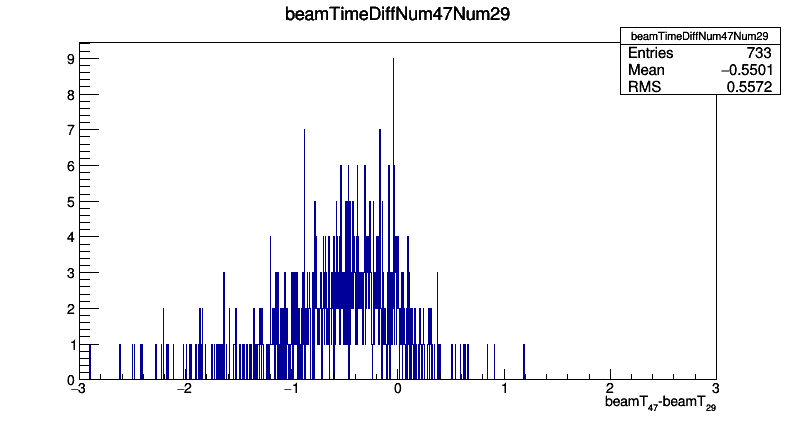 beamTimeDiffNum47Num29
beamTimeDiffNum47Num29
Entries 733
Mean −0.5501
RMS 0.5572
9
8
7
6
5
4
3
2
1
0
−3 −2 −1 0 1 2 3
beamT47-beamT29